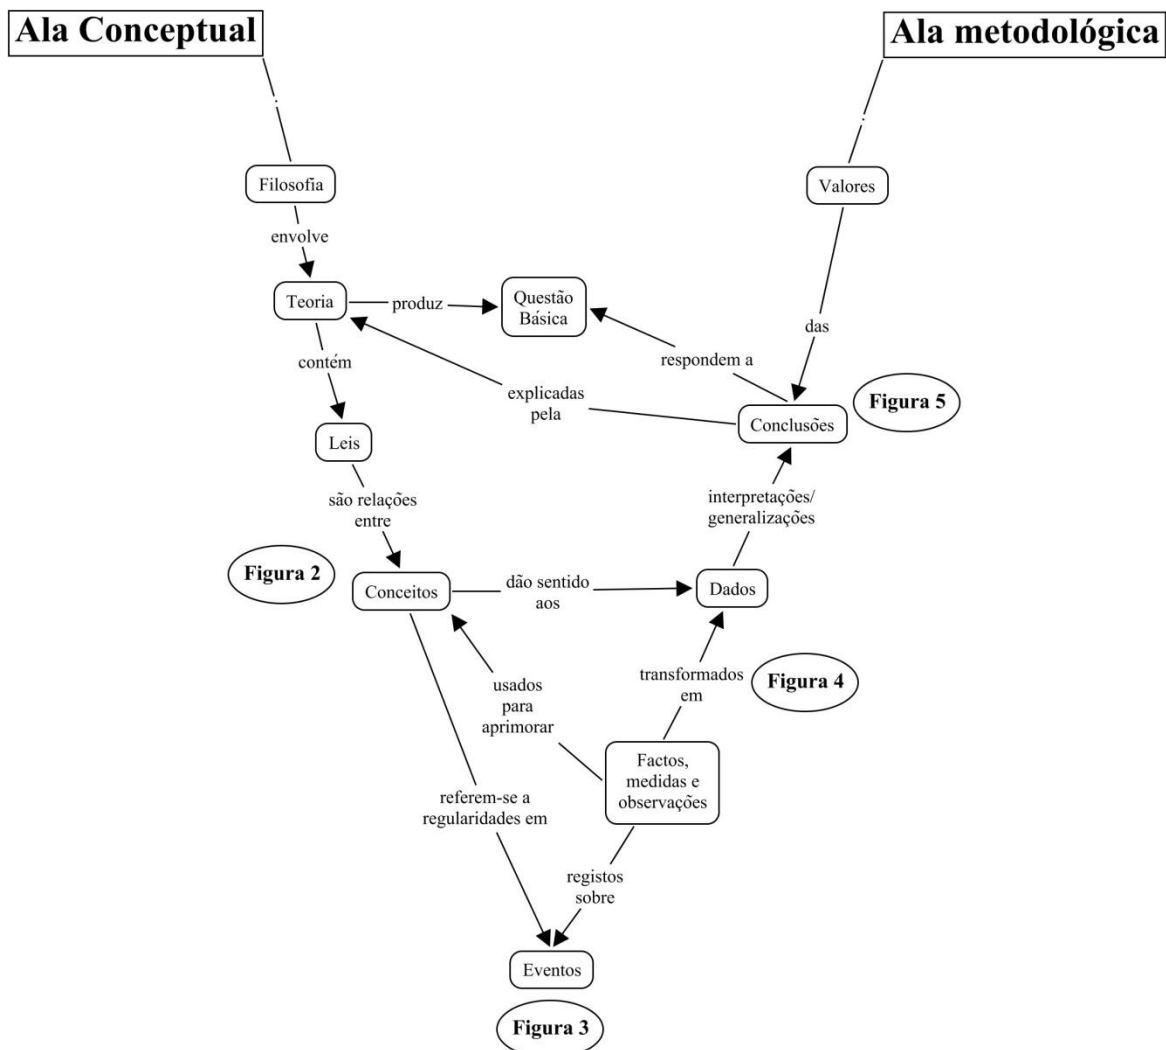 Ala Conceptual
Ala metodológica
Filosofia
Valores
envolve
Teoria
produz
Questão
Básica
das
contém
respondem a
explicadas
pela
Figura 5
Conclusões
Leis
são relações
entre
interpretações/
generalizações
Figura 2
Conceitos
dão sentido
aos
Dados
usados
para
aprimorar
transformados
em
Figura 4
Factos,
medidas e
observações
referem-se a
regularidades em
registos
sobre
Eventos
Figura 3